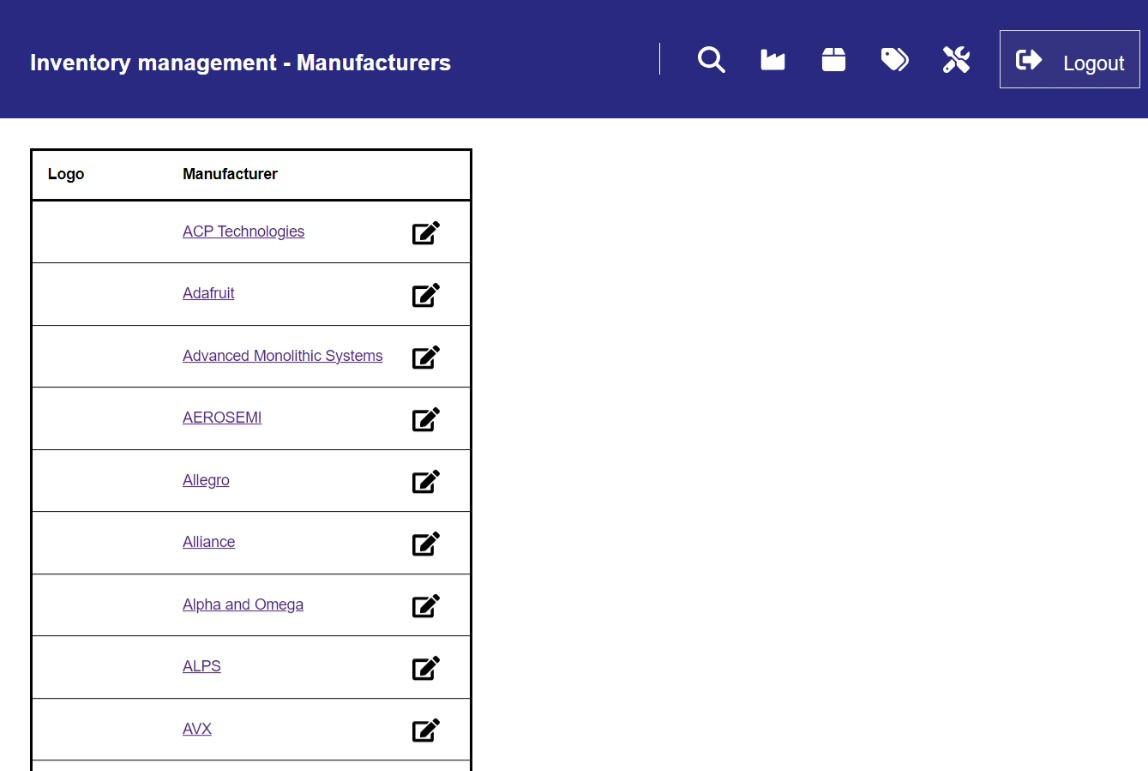 Inventory management - Manufacturers
Logout
Logo Manufacturer
ACP Technologies
Adafruit
Advanced Monolithic Systems
AEROSEMI
Allegro
Alliance
Alpha and Omega
ALPS
AVX